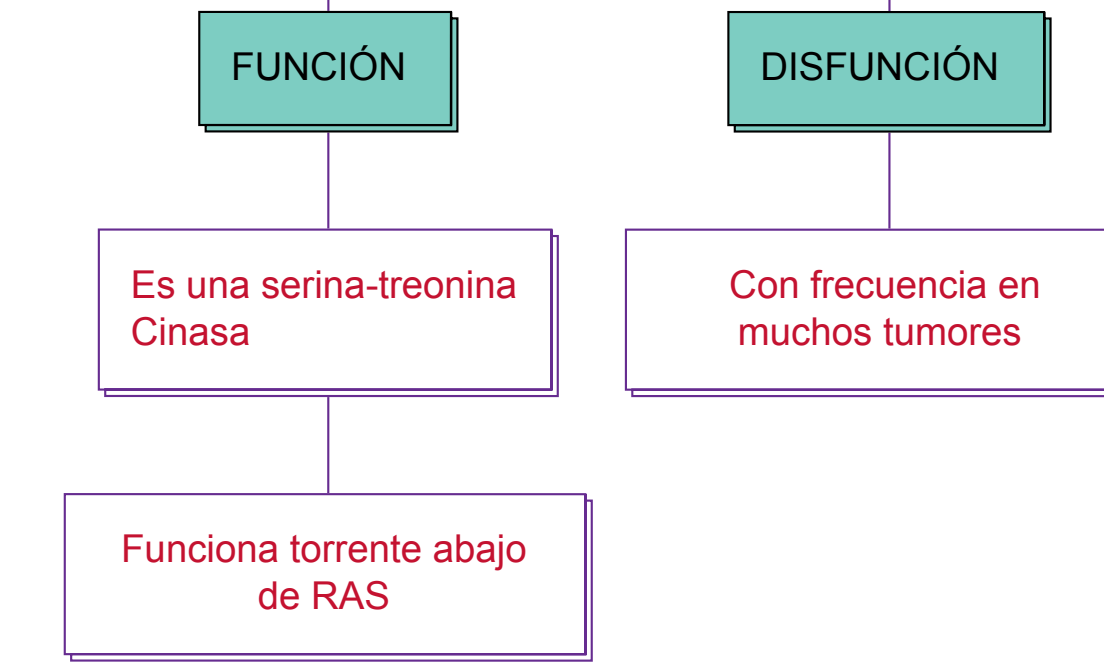 FUNCIÓN
Es una serina-treonina
Cinasa
Funciona torrente abajo
de RAS
DISFUNCIÓN
Con frecuencia en
muchos tumores